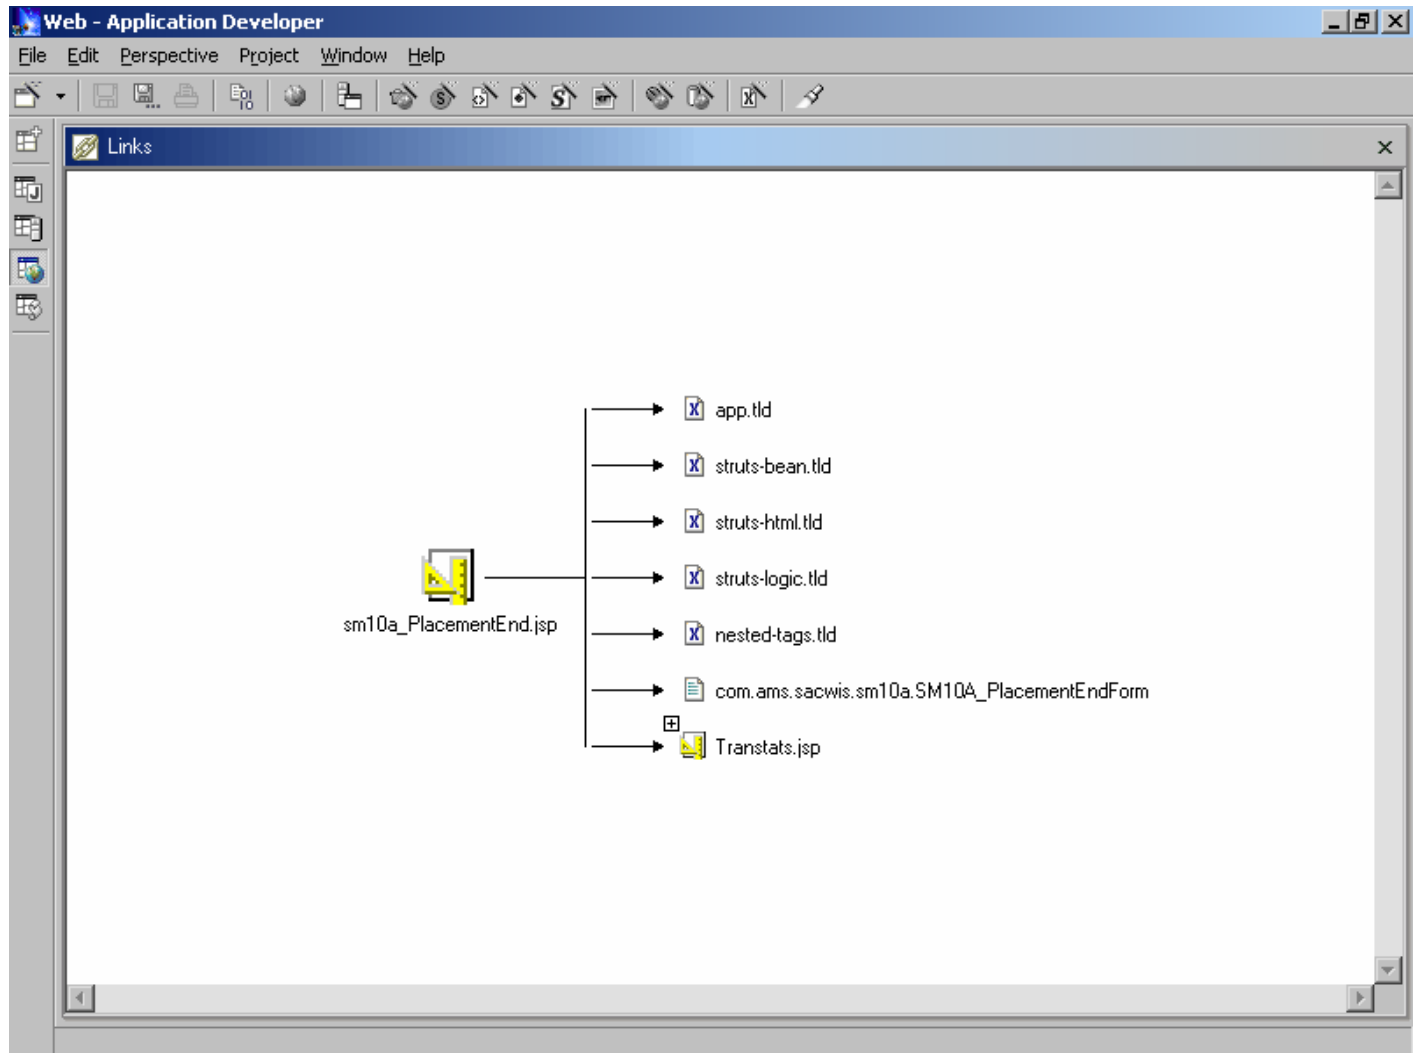 Web - Application Developer
File Edit Perspective Project Window Help
Links
app.tld
struts-bean.tld
struts-html.tld
struts-logic.tld
sm10a_PlacementEnd.jsp
nested-tags.tld
com.ams.sacwis.sm10a.SM10A_PlacementEndForm
Transtats.jsp